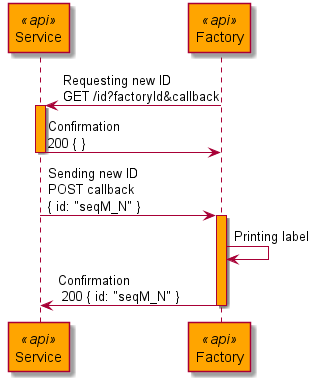 «api» «api»
Service Factory
Requesting new ID
GET /id?factoryId&callback
Confirmation
200 { }
Sending new ID
POST callback
{ id: "seqM_N" }
Printing label
Confirmation
200 { id: "seqM_N" }
«api» «api»
Service Factory